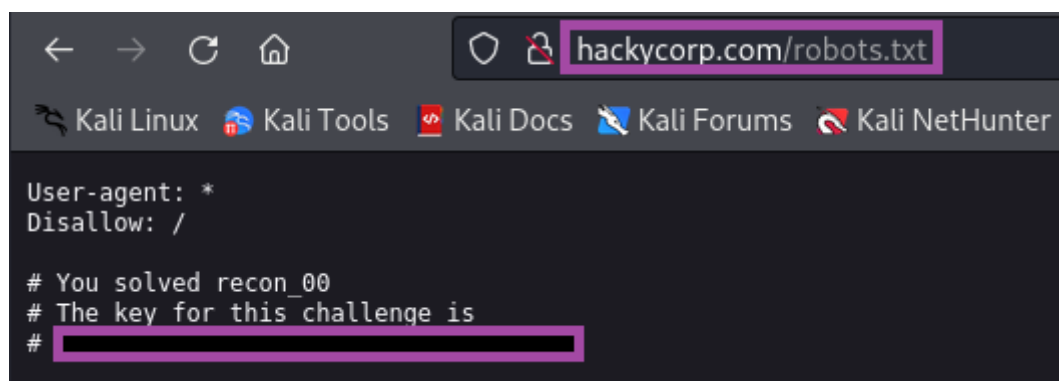 hackycorp.com/robots.txt
Kali Linux Kali Tools Kali Docs Kali Forums Kali NetHunter
User-agent: *
Disallow: /
# You solved recon_00
# The key for this challenge is
#